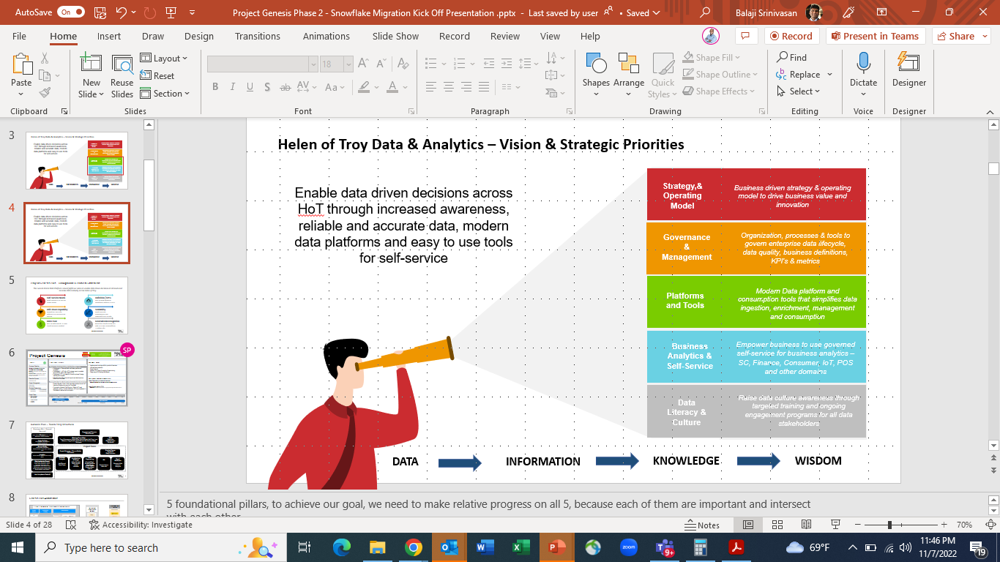 AutoSave On Project Genesis Phase 2 - Snowflake Migration Kick Off Presentation .pptx - Last saved by user • Saved Balaji Srinivasan
File Home Insert Draw Design Transitions Animations Slide Show Record Review View Help Record Present in Teams Share
Paste
New Slide
Reuse Slides
Layout
Reset
Section
18
B I U S ab AV Aa A
Shapes
Arrange
Quick Styles
Shape Fill
Shape Outline
Shape Effects
Find
Replace
Select
Dictate
Designer
Clipboard Slides Font Paragraph Drawing Editing Voice Designer
3
4
5
6
SP
Project Genesis
7
8
Helen of Troy Data & Analytics – Vision & Strategic Priorities
Enable data driven decisions across
HoT through increased awareness,
reliable and accurate data, modern
data platforms and easy to use tools
for self-service
Strategy,&
Operating
Model
Business driven strategy & operating
model to drive business value and
innovation
Governance
&
Management
Organization, processes & tools to
govern enterprise data lifecycle,
data quality, business definitions,
KPI's & metrics
Platforms
and Tools
Modern Data platform and
consumption tools that simplifies data
ingestion, enrichment, management
and consumption
Business
Analytics &
Self-Service
Empower business to use governed
self-service for business analytics –
SC, Finance, Consumer, IoT, POS
and other domains
Data
Literacy &
Culture
Raise data culture awareness through
targeted training and ongoing
engagement programs for all data
stakeholders
DATA INFORMATION KNOWLEDGE WISDOM
5 foundational pillars, to achieve our goal, we need to make relative progress on all because each of them are important and intersect
with each other
Slide 4 of 28 Accessibility: Investigate Notes 70%
Type here to search
zoom
9+
69°F
11:46 PM
11/7/2022
19